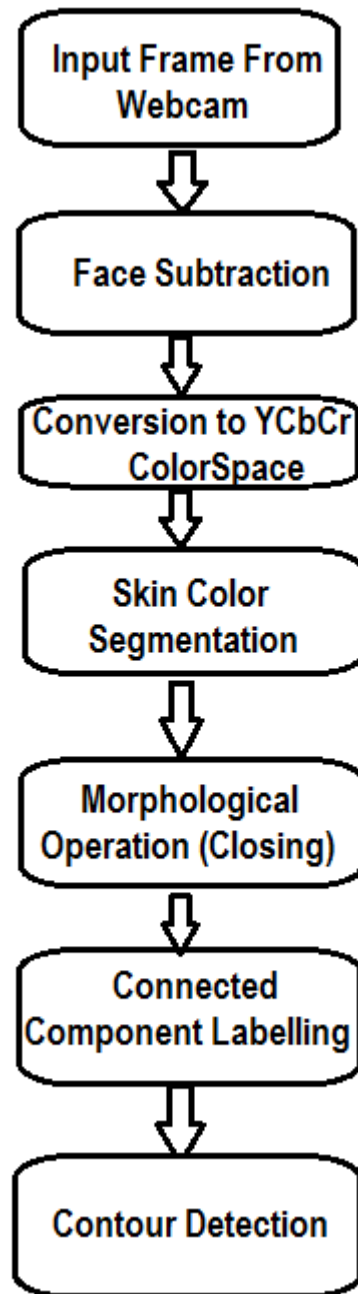 Input Frame From
Webcam
Face Subtraction
Conversion to YCbCr
ColorSpace
Skin Color
Segmentation
Morphological
Operation (Closing)
Connected
Component Labelling
Contour Detection